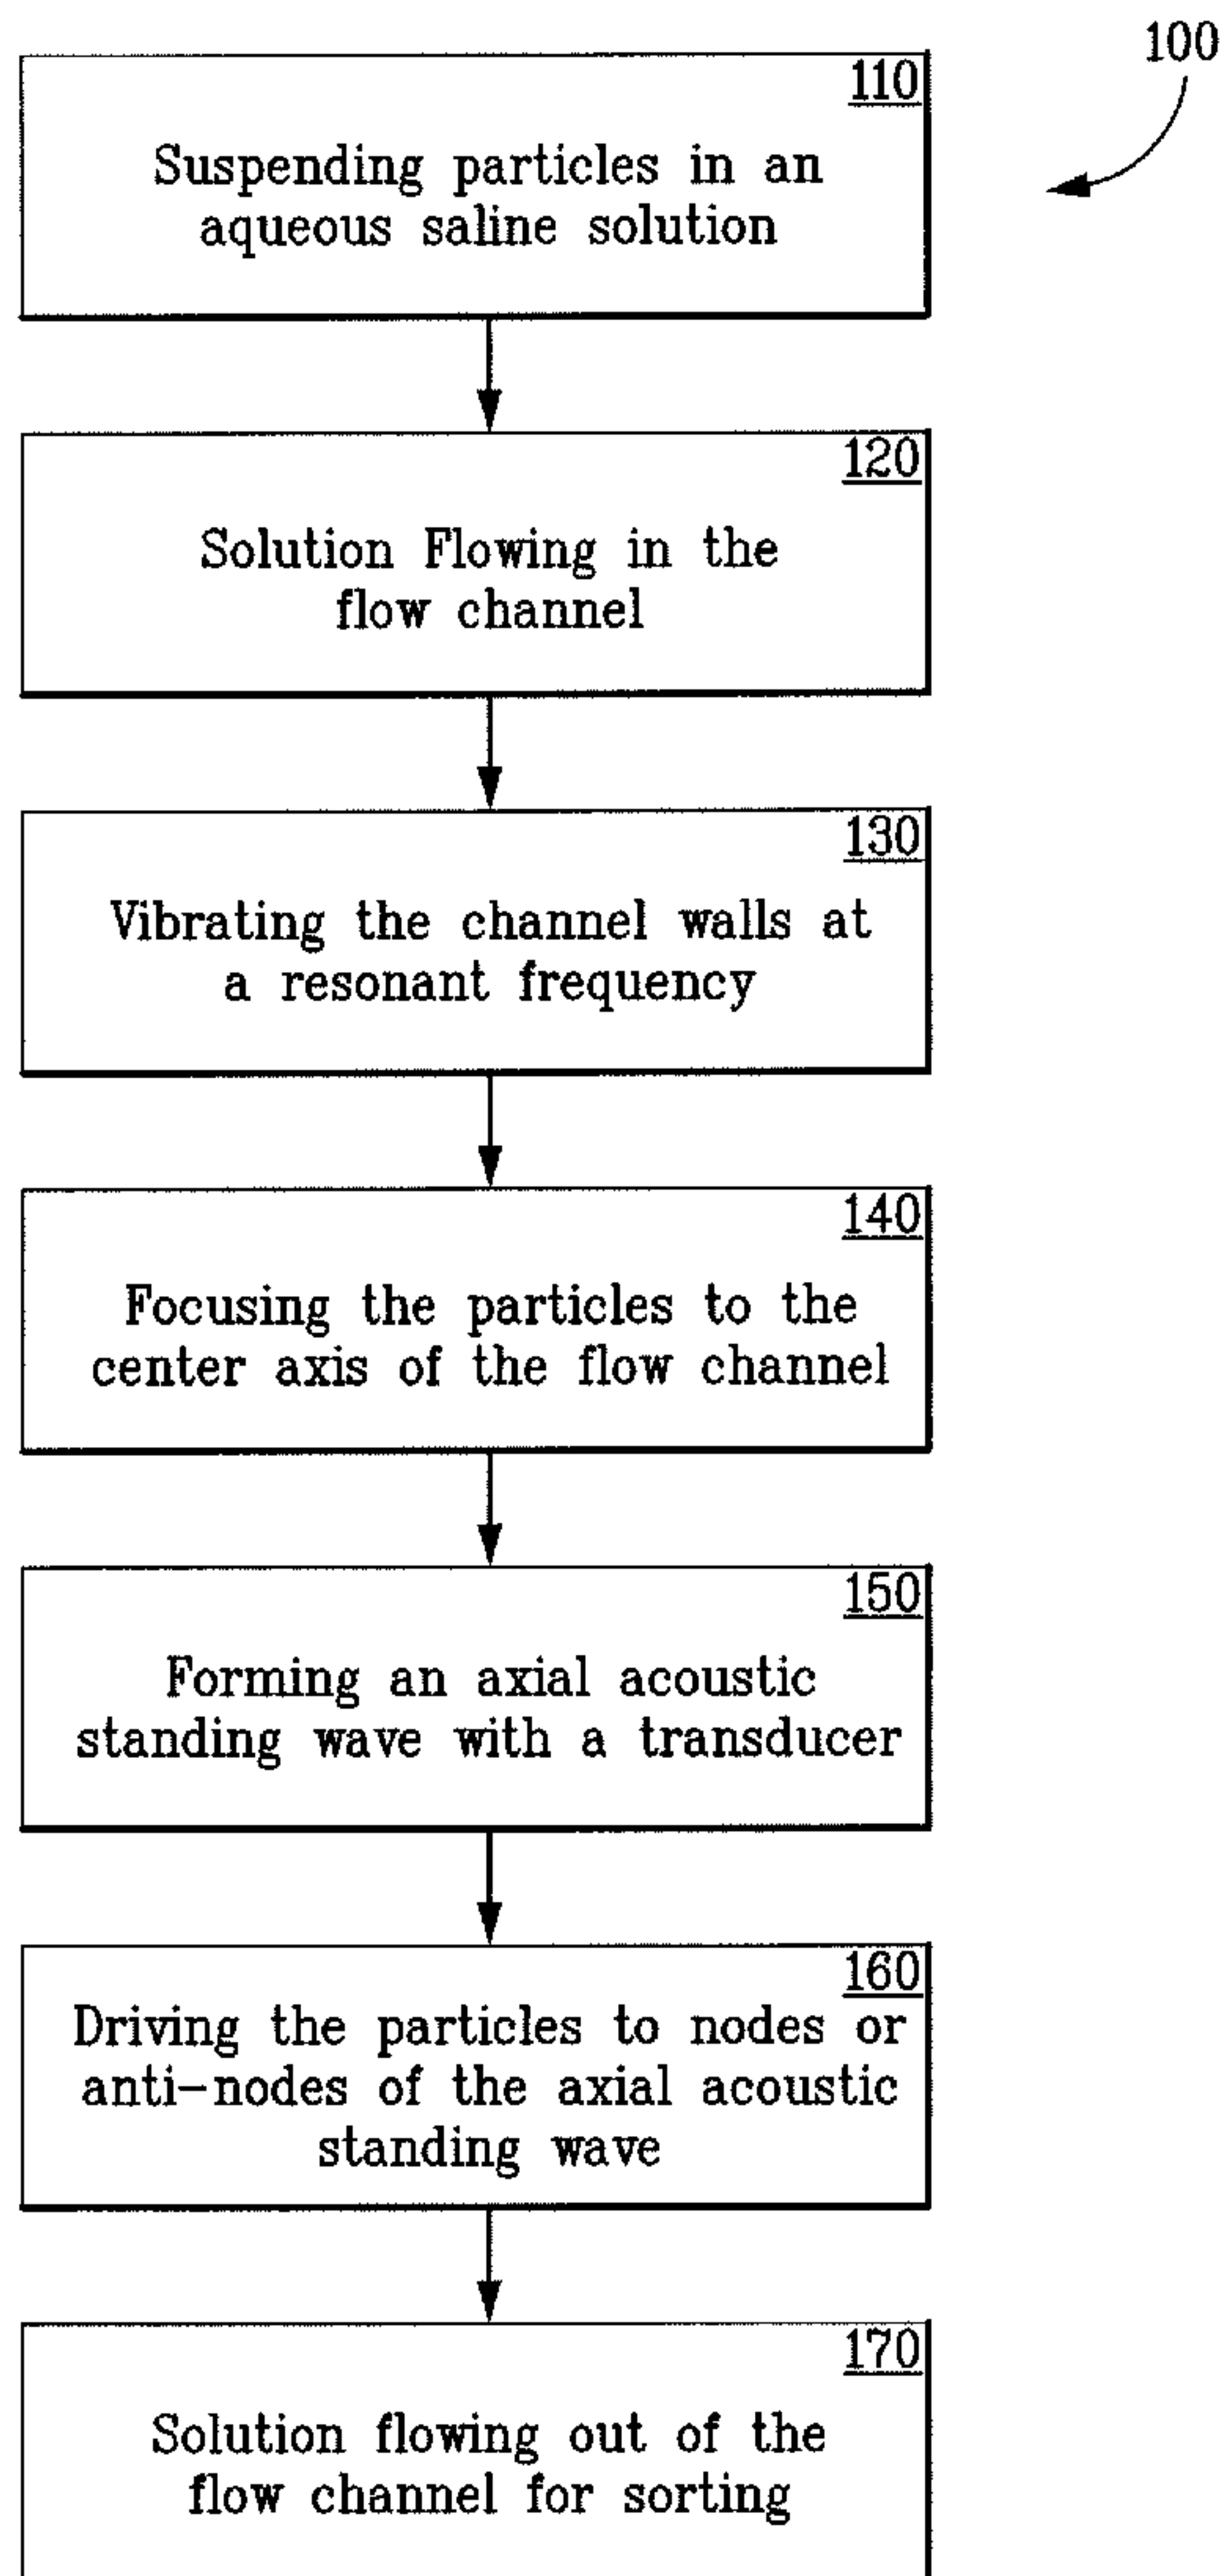 100
110
Suspending particles in an
aqueous saline solution
120
Solution Flowing in the
flow channel
130
Vibrating the channel walls at
a resonant frequency
140
Focusing the particles to the
center axis of the flow channel
150
Forming an axial acoustic
standing wave with a transducer
160
Driving the particles to nodes or
anti-nodes of the axial acoustic
standing wave
170
Solution flowing out of the
flow channel for sorting